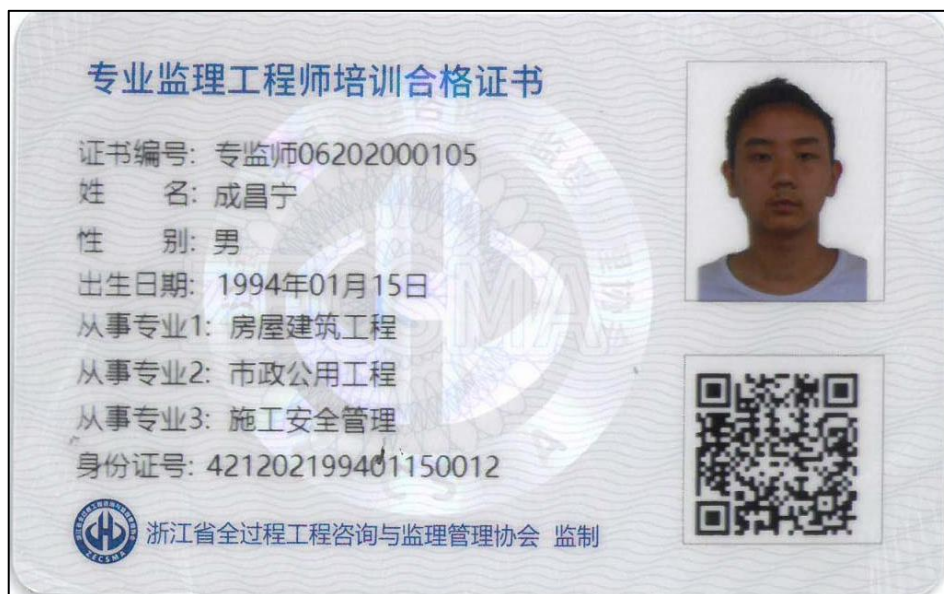 专业监理工程师培训合格证书
证书编号: 专监师06202000105
姓 名: 成昌宁
性 别: 男
出生日期: 1994年01月15日
从事专业1: 房屋建筑工程
从事专业2: 市政公用工程
从事专业3: 施工安全管理
身份证号: 421202199401150012
ZECSMA
浙江省全过程工程咨询与监理管理协会 监制